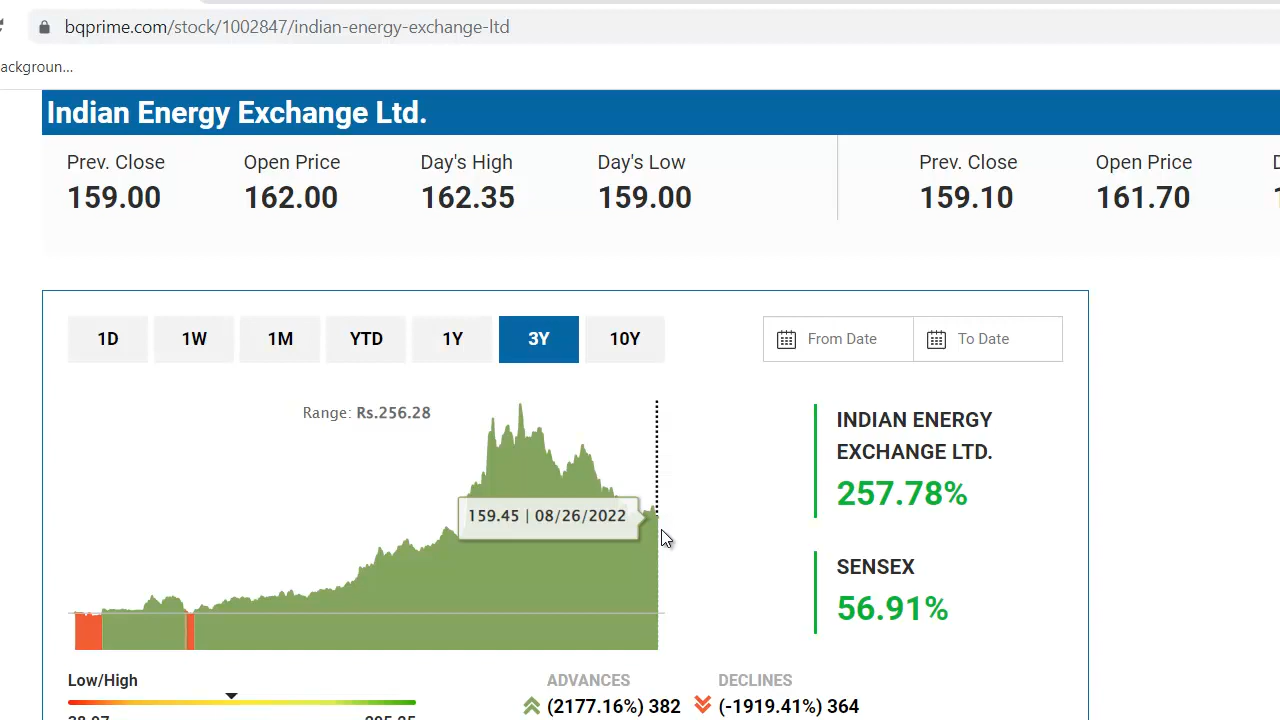 bqprime.com/stock/1002847/indian-energy-exchange-ltd
ackgroun...
Indian Energy Exchange Ltd.
Prev. Close Open Price Day's High Day's Low Prev. Close Open Price
159.00 162.00 162.35 159.00 159.10 161.70
1D 1W 1M YTD 1Y 3Y 10Y From Date To Date
Range: Rs.256.28
INDIAN ENERGY
EXCHANGE LTD.
257.78%
159.45 | 08/26/2022
SENSEX
56.91%
Low/High ADVANCES DECLINES
(2177.16%) 382 (-1919.41%) 364